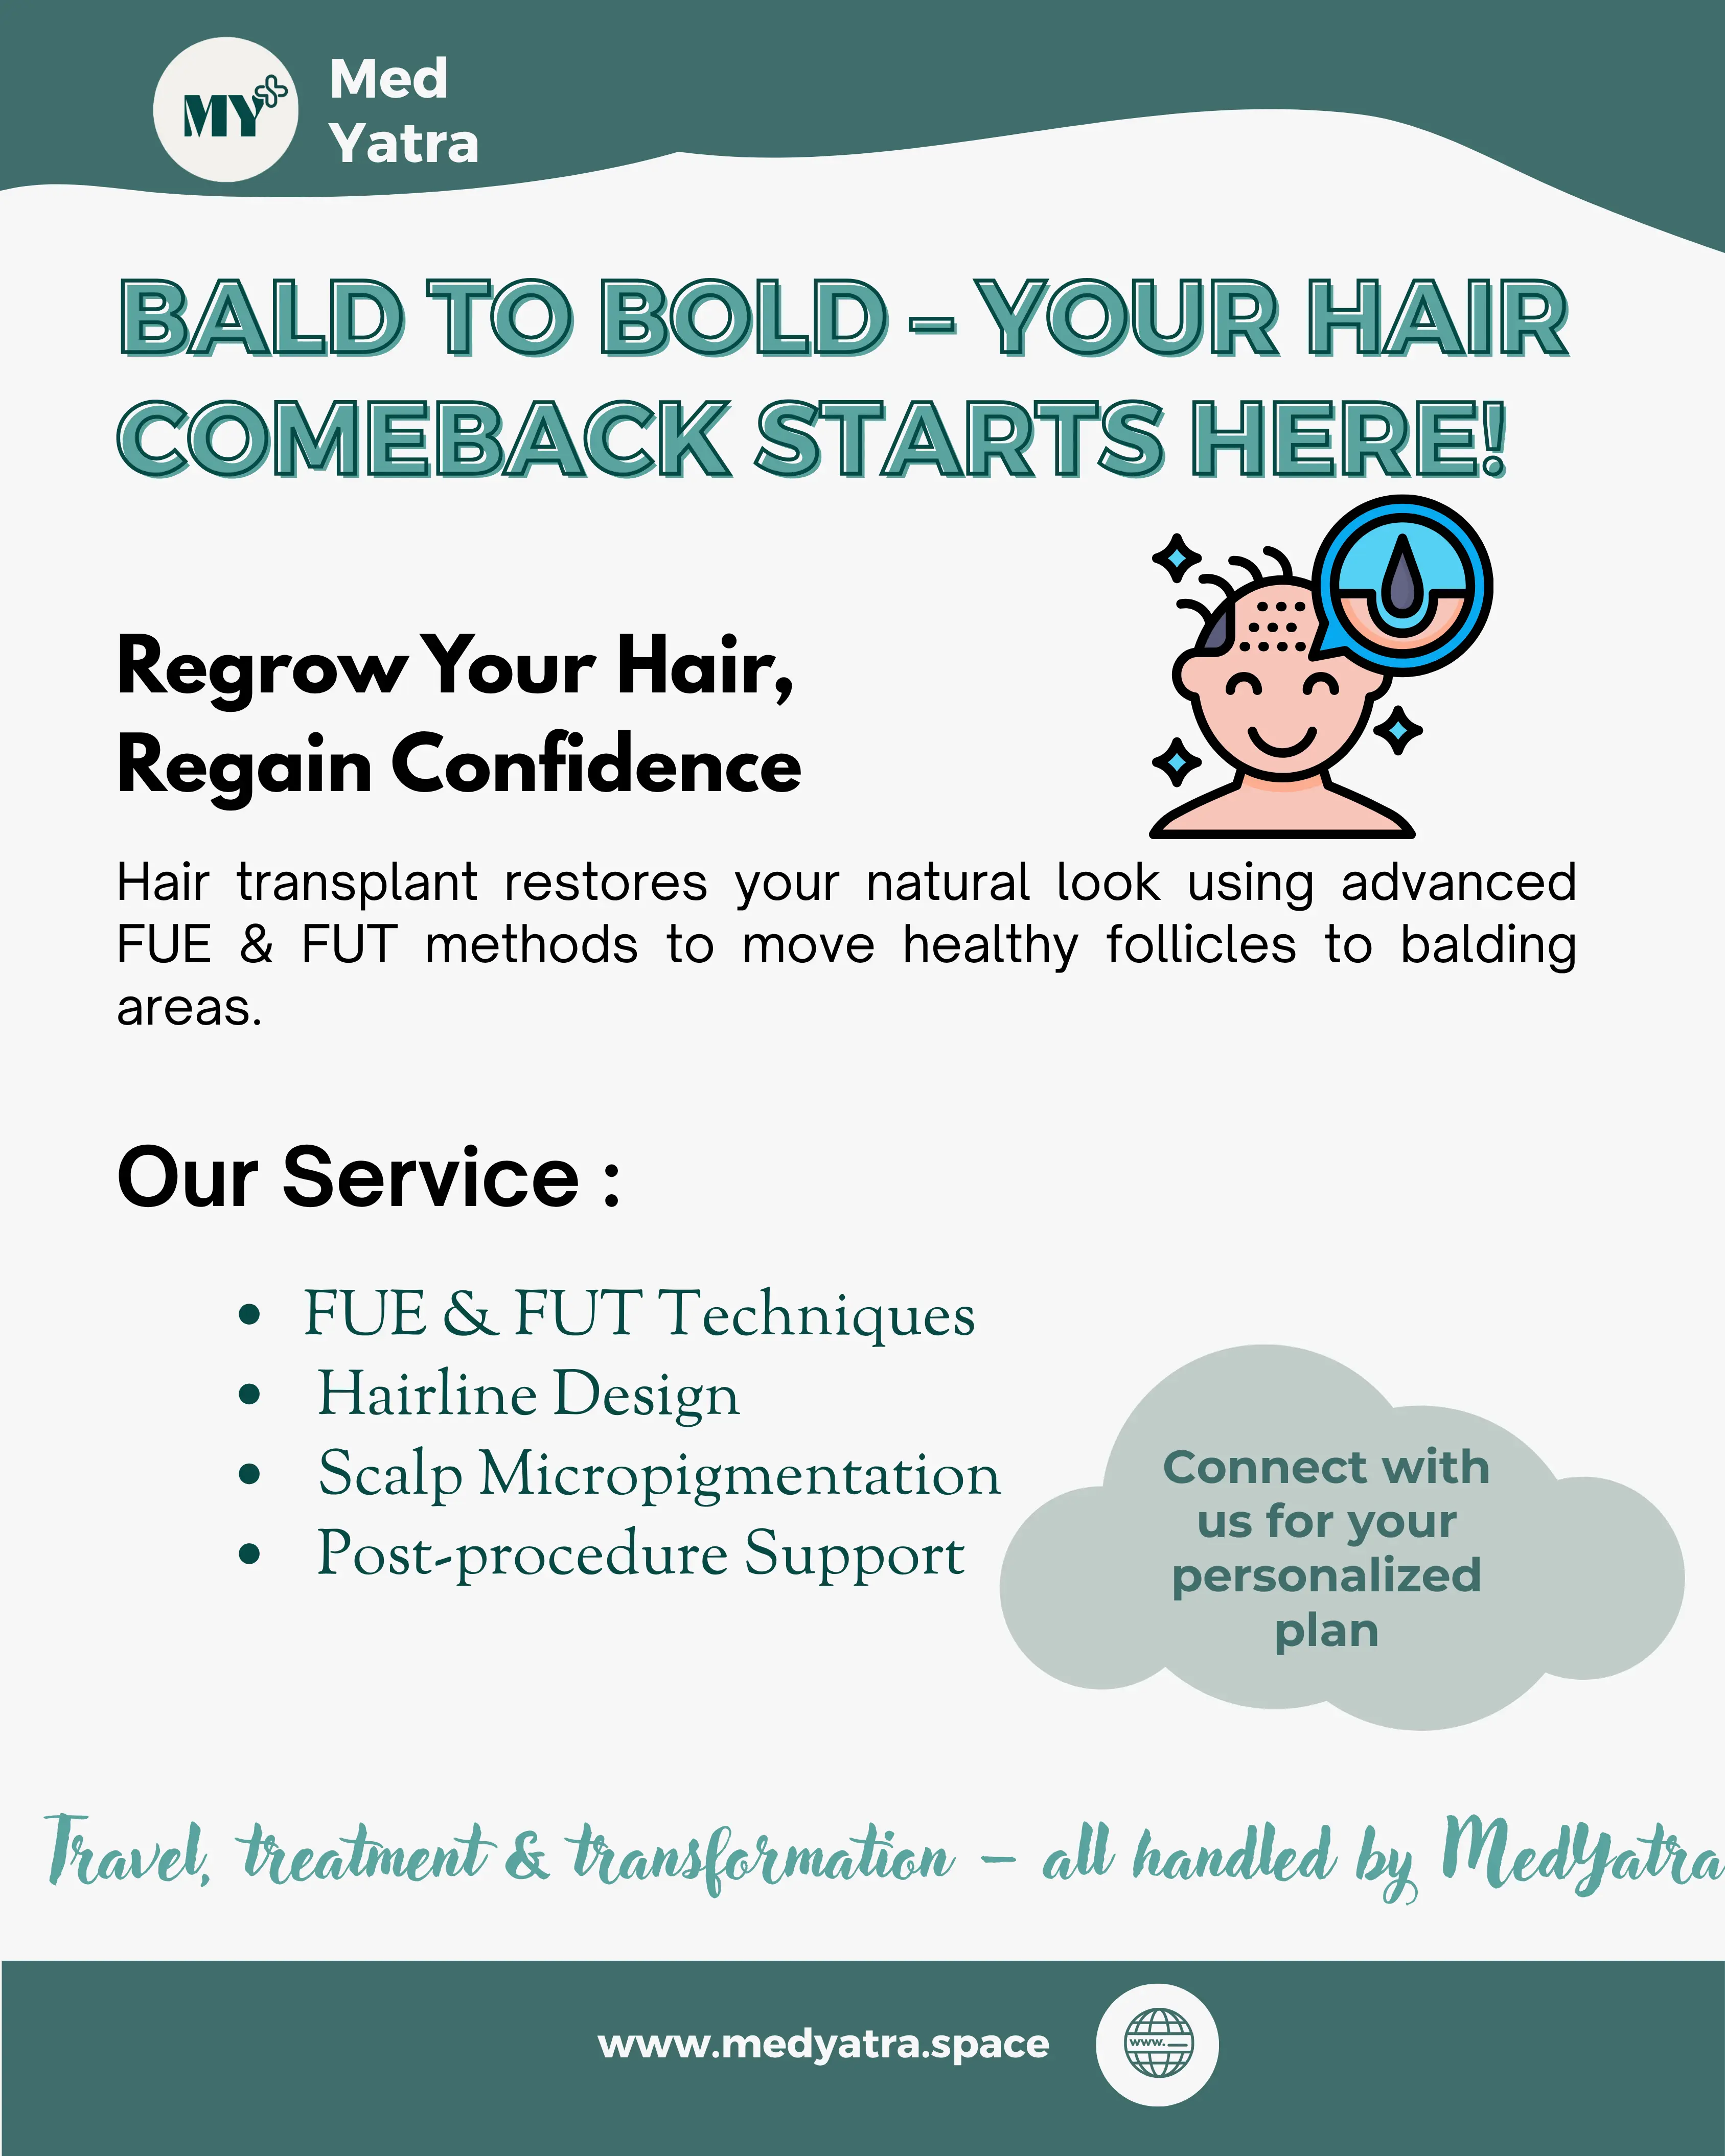 MY
Med
Yatra
BALD TO BOLD – YOUR HAIR
COMEBACK STARTS HERE!
Regrow Your Hair,
Regain Confidence
Hair transplant restores your natural look using advanced
FUE & FUT methods to move healthy follicles to balding
areas.
Our Service :
• FUE & FUT Techniques
• Hairline Design
• Scalp Micropigmentation
• Post-procedure Support
Connect with
us for your
personalized
plan
Travel, treatment & transformation – all handled by MedYatra
www.medyatra.space
www.